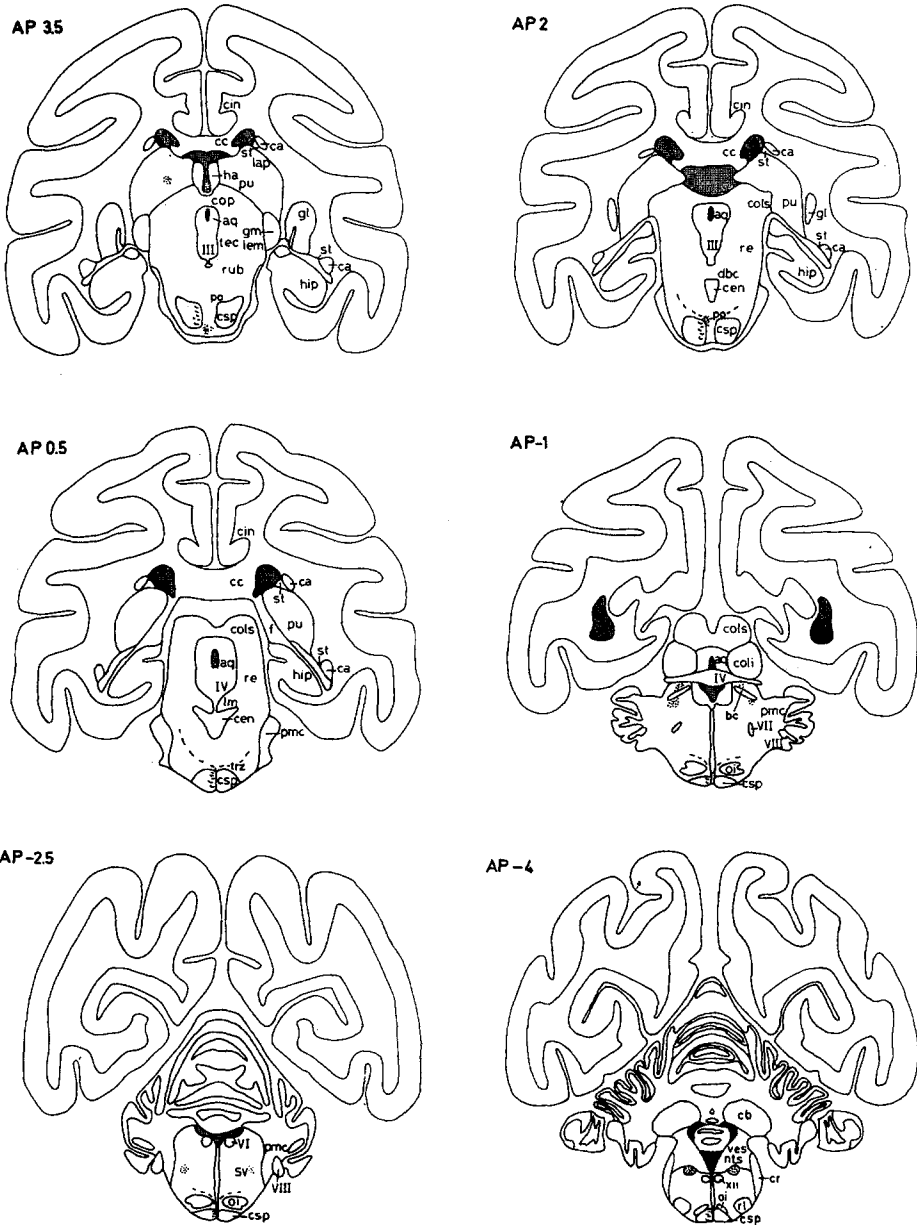 AP 3.5
cin
cc
ca
st
lap
ha
pu
cop
aq
gl
gm
tec
lem
III
st
ca
rub
hip
po
csp
AP 2
cin
cc
ca
st
cols
pu
aq
gl
III
re
st
ca
dbc
hip
cen
po
csp
AP 0.5
cin
cc
ca
st
cols
f
pu
aq
st
re
hip
ca
IV
lm
cen
pmc
trz
csp
AP-1
cols
aq
coli
IV
bc
pmc
VII
VII
ol
csp
AP-2.5
VI
pmc
sv
VIII
ol
csp
AP-4
cb
ves
nts
cr
XII
oi
rl
csp